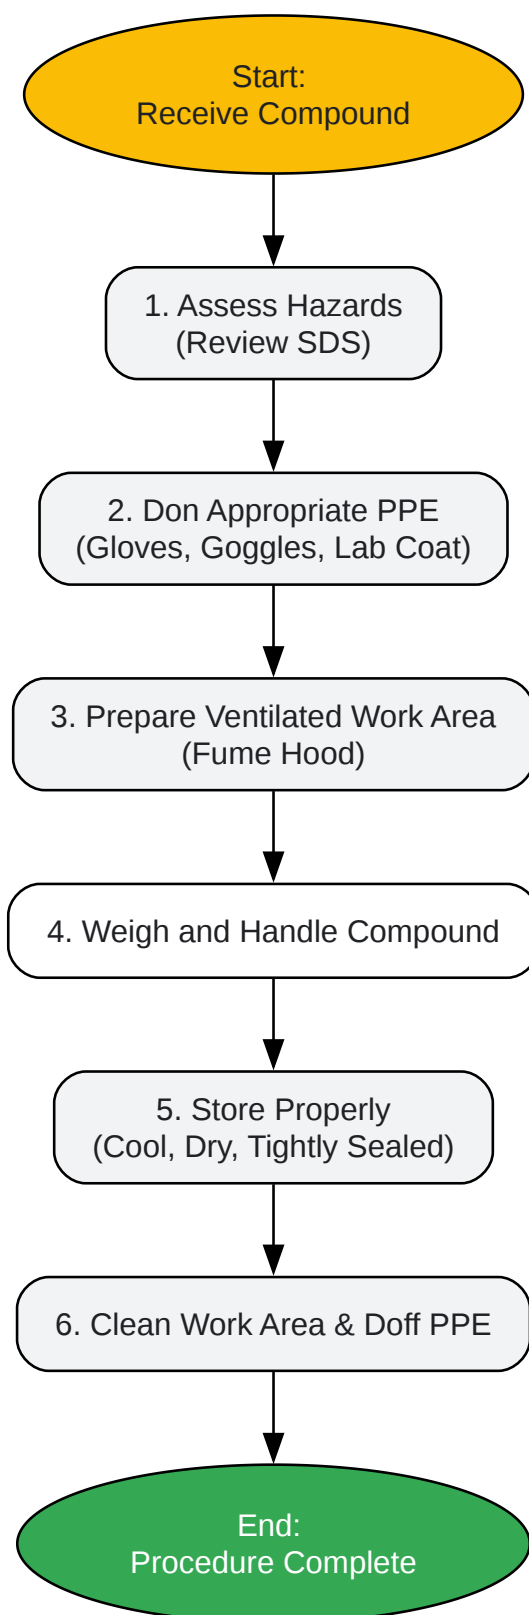 Start:
Receive Compound
1. Assess Hazards
(Review SDS)
2. Don Appropriate PPE
(Gloves, Goggles, Lab Coat)
3. Prepare Ventilated Work Area
(Fume Hood)
4. Weigh and Handle Compound
5. Store Properly
(Cool, Dry, Tightly Sealed)
6. Clean Work Area & Doff PPE
End:
Procedure Complete